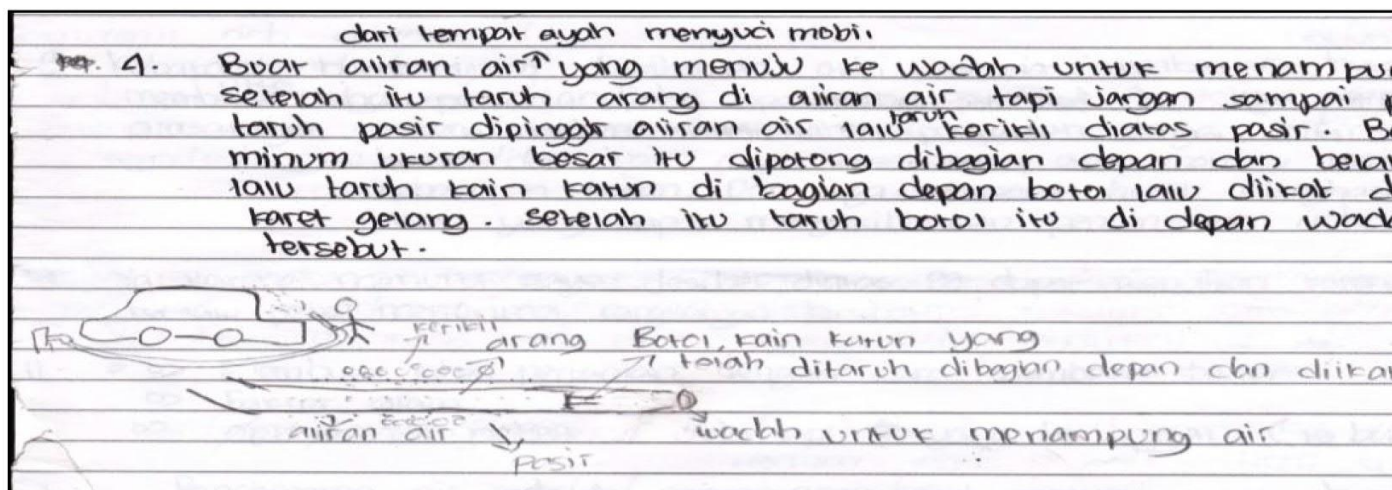 dari tempat ayah menyuci mobil
4. Buat aliran air yang menuju ke wadah untuk menampu
setelah itu taruh arang di aliran air tapi jangan sampai
taruh pasir dipinggir aliran air lalu taruh kerikil diatas pasir. B
minum ukuran besar itu dipotong dibagian depan dan bela
lalu taruh kain katun di bagian depan botol lalu diikat d
karet gelang. setelah itu taruh botol itu di depan wada
tersebut.
kerikil
arang
Botol, kain katun yang
telah ditaruh dibagian depan dan diikat
aliran air
wadah untuk menampung air
pasir